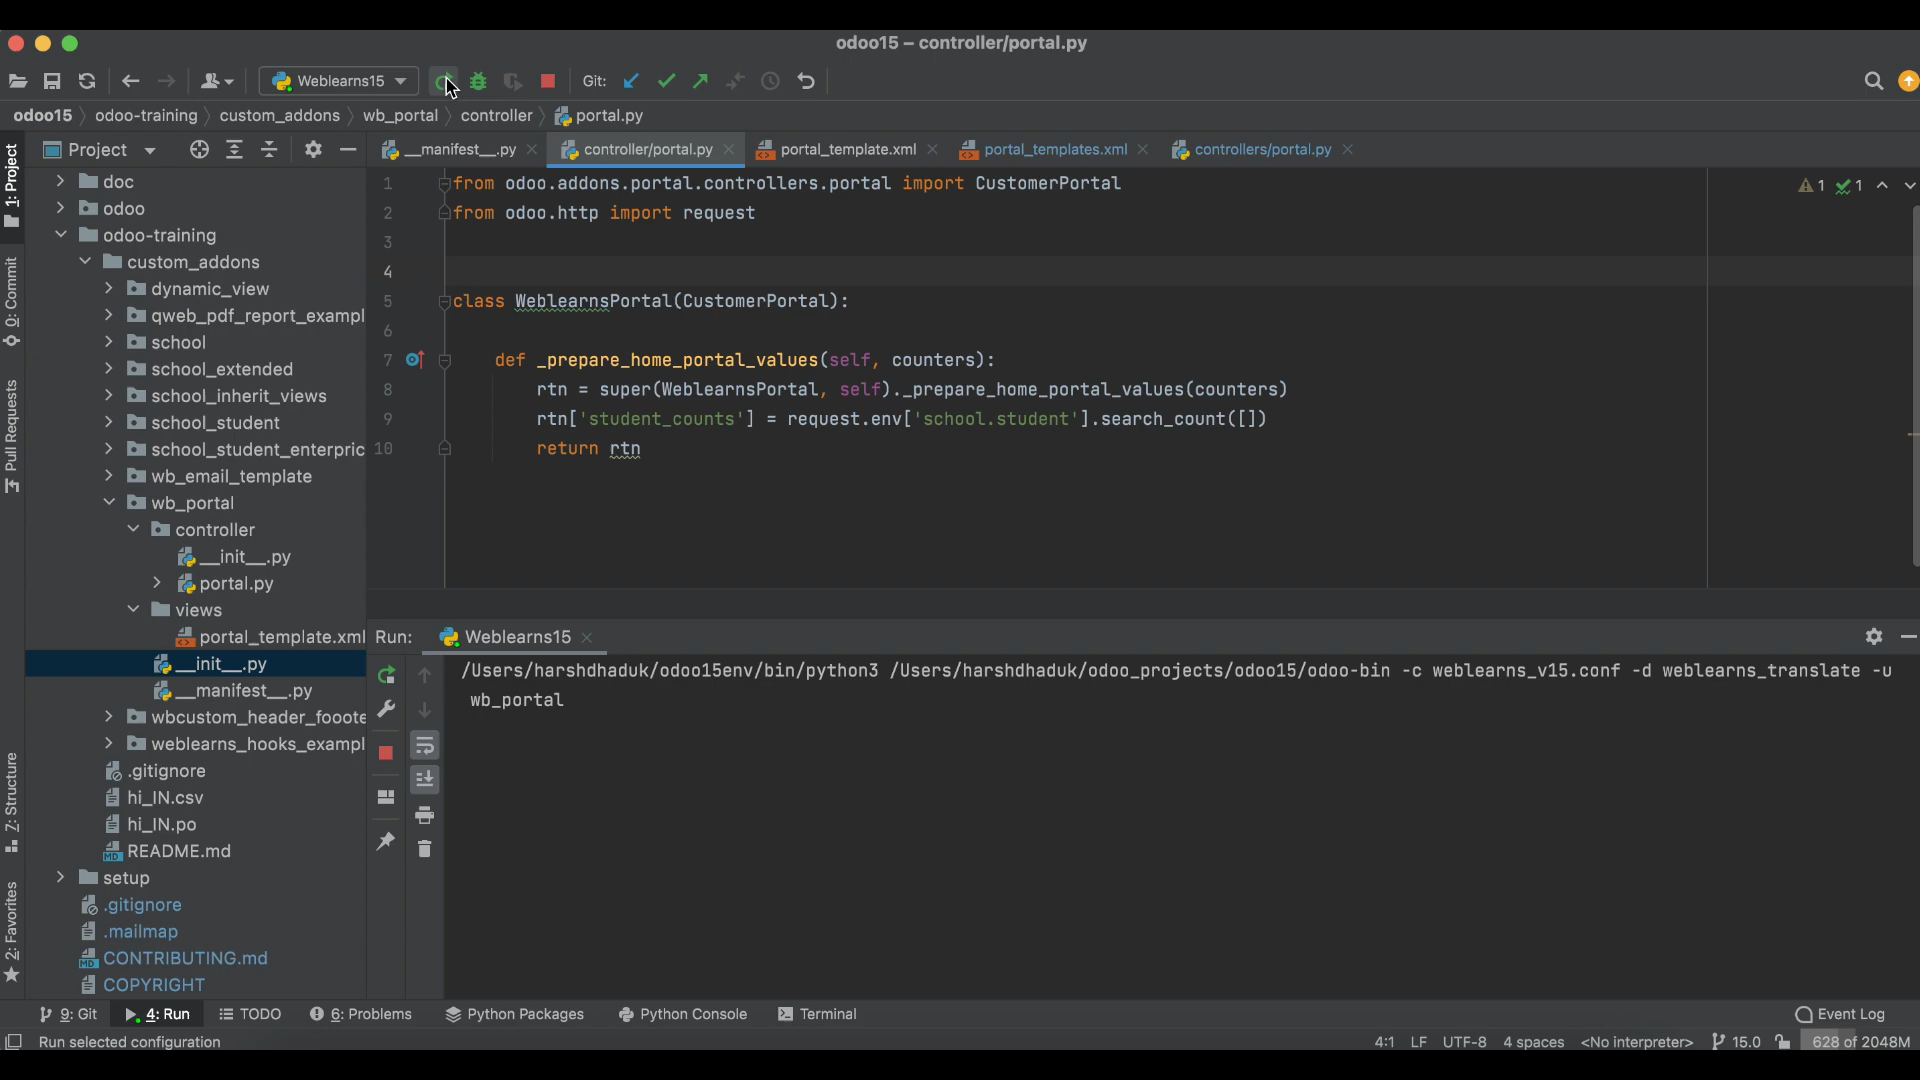 odoo15 – controller/portal.py
Weblearns15
Git:
odoo15
odoo-training
custom_addons
wb_portal
controller
portal.py
Project
__manifest__.py
controller/portal.py
portal_template.xml
portal_templates.xml
controllers/portal.py
1: Project
0: Commit
Pull Requests
7: Structure
2: Favorites
doc
odoo
odoo-training
custom_addons
dynamic_view
qweb_pdf_report_exampl
school
school_extended
school_inherit_views
school_student
school_student_enterpric
wb_email_template
wb_portal
controller
__init__.py
portal.py
views
portal_template.xml
__init__.py
__manifest__.py
wbcustom_header_foote
weblearns_hooks_exampl
.gitignore
hi_IN.csv
hi_IN.po
README.md
setup
.gitignore
.mailmap
CONTRIBUTING.md
COPYRIGHT
1 from odoo.addons.portal.controllers.portal import CustomerPortal
2 from odoo.http import request
3
4
5 class WeblearnsPortal(CustomerPortal):
6
7 def _prepare_home_portal_values(self, counters):
8 rtn = super(WeblearnsPortal, self)._prepare_home_portal_values(counters)
9 rtn['student_counts'] = request.env['school.student'].search_count([])
10 return rtn
1 1
Run:
Weblearns15
/Users/harshdhaduk/odoo15env/bin/python3 /Users/harshdhaduk/odoo_projects/odoo15/odoo-bin -c weblearns_v15.conf -d weblearns_translate -u
wb_portal
9: Git
4: Run
TODO
6: Problems
Python Packages
Python Console
Terminal
Event Log
Run selected configuration
4:1
LF
UTF-8
4 spaces
<No interpreter>
15.0
628 of 2048M